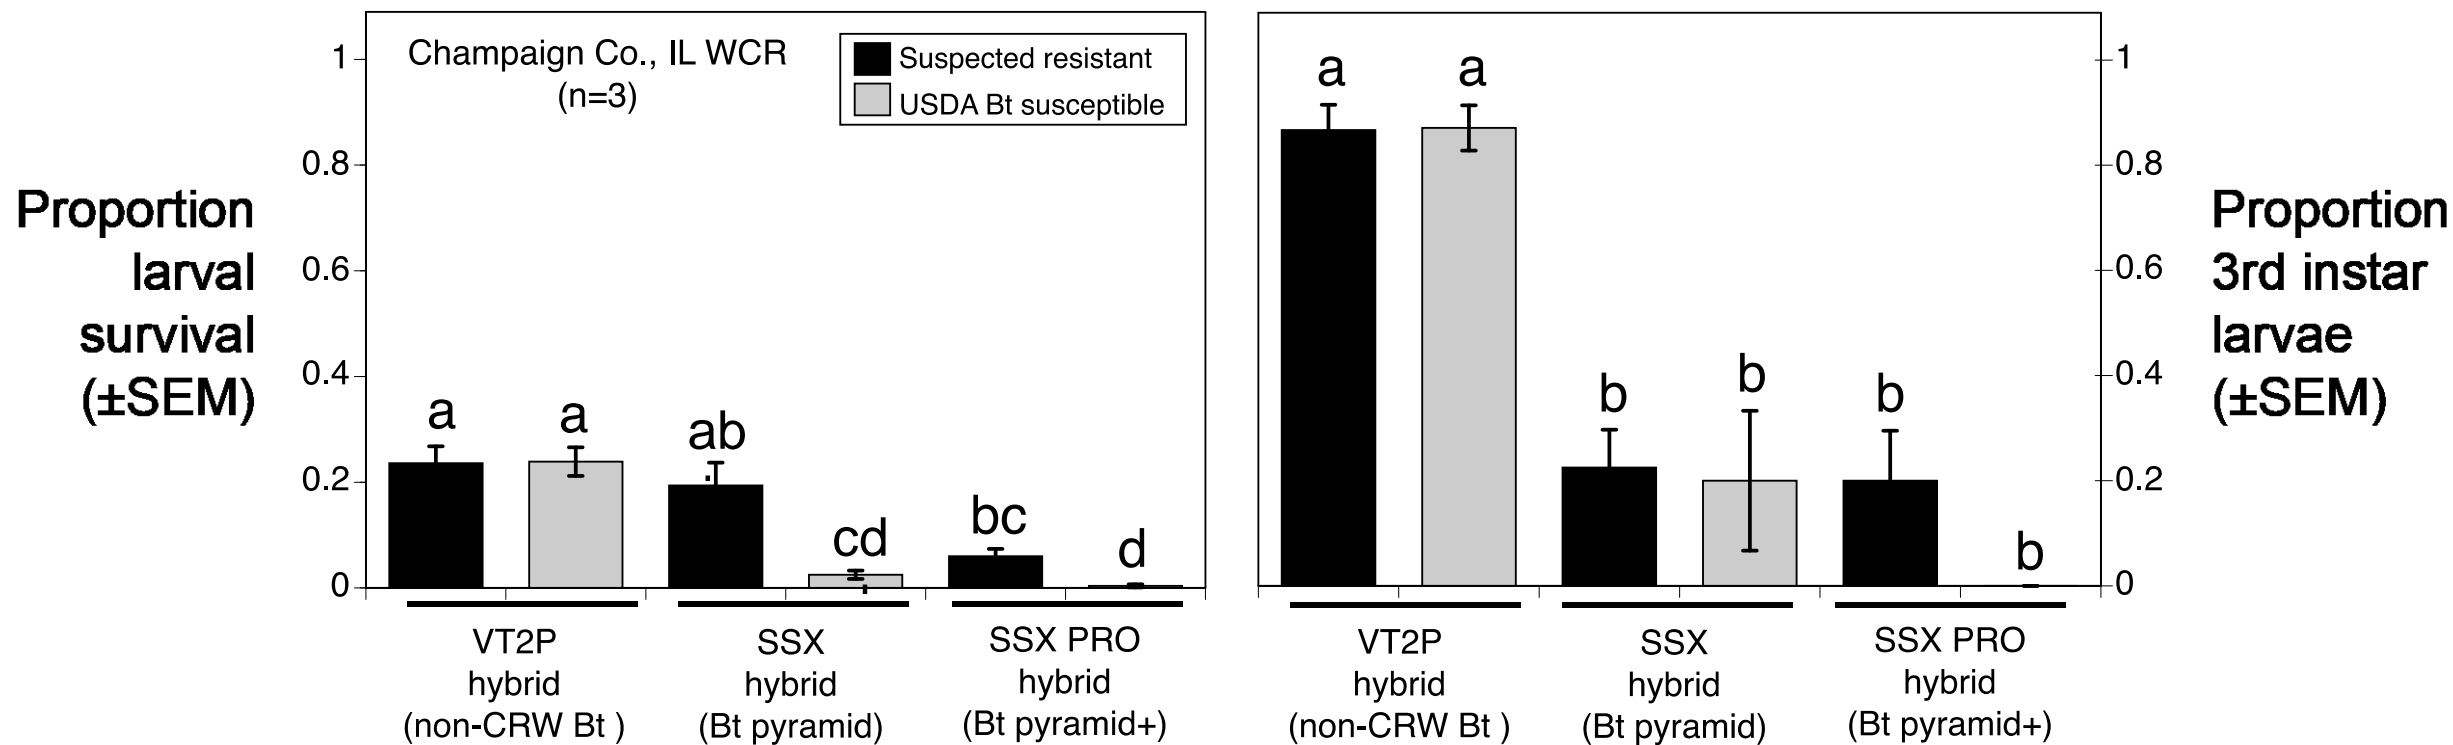 Proportion
larval
survival
(±SEM)
1
0.8
0.6
0.4
0.2
0
Champaign Co., IL WCR
(n=3)
Suspected resistant
USDA Bt susceptible
a
a
ab
cd
bc
d
VT2P
hybrid
(non-CRW Bt )
SSX
hybrid
(Bt pyramid)
SSX PRO
hybrid
(Bt pyramid+)
a
a
b
b
b
b
VT2P
hybrid
(non-CRW Bt )
SSX
hybrid
(Bt pyramid)
SSX PRO
hybrid
(Bt pyramid+)
1
0.8
0.6
0.4
0.2
0
Proportion
3rd instar
larvae
(±SEM)